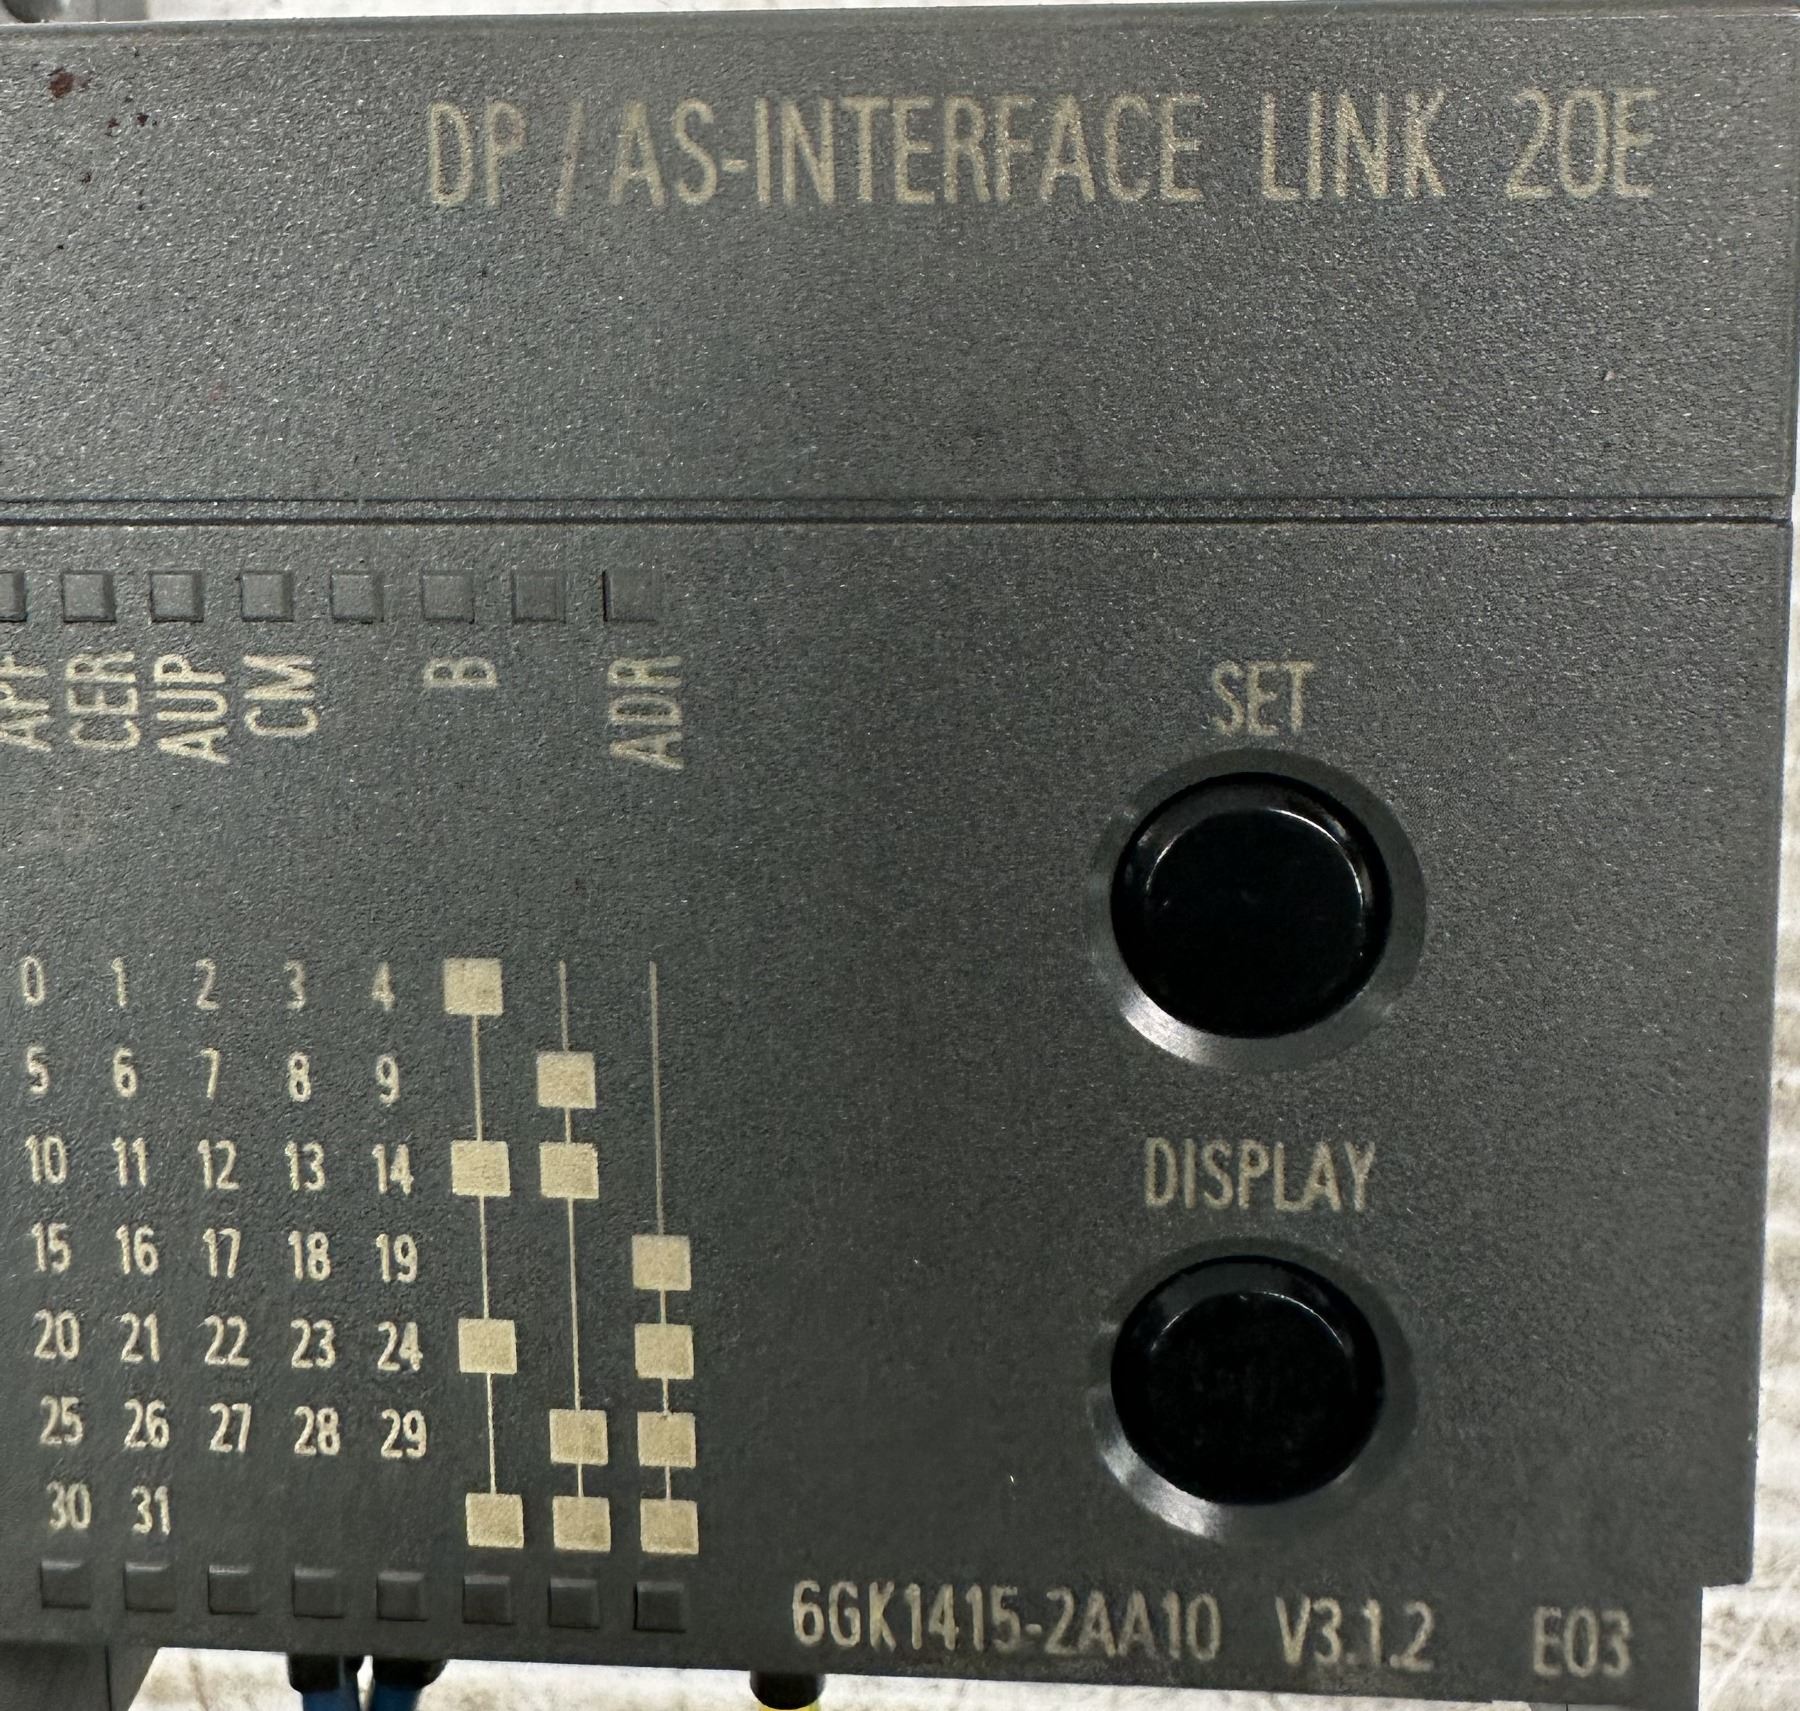 DP / AS-INTERFACE LINK 20E
APF CER AUP CM B ADR
SET
0 1 2 3 4
5 6 7 8 9
10 11 12 13 14
DISPLAY
15 16 17 18 19
20 21 22 23 24
25 26 27 28 29
30 31
6GK1415-2AA10 V3.1.2 E03